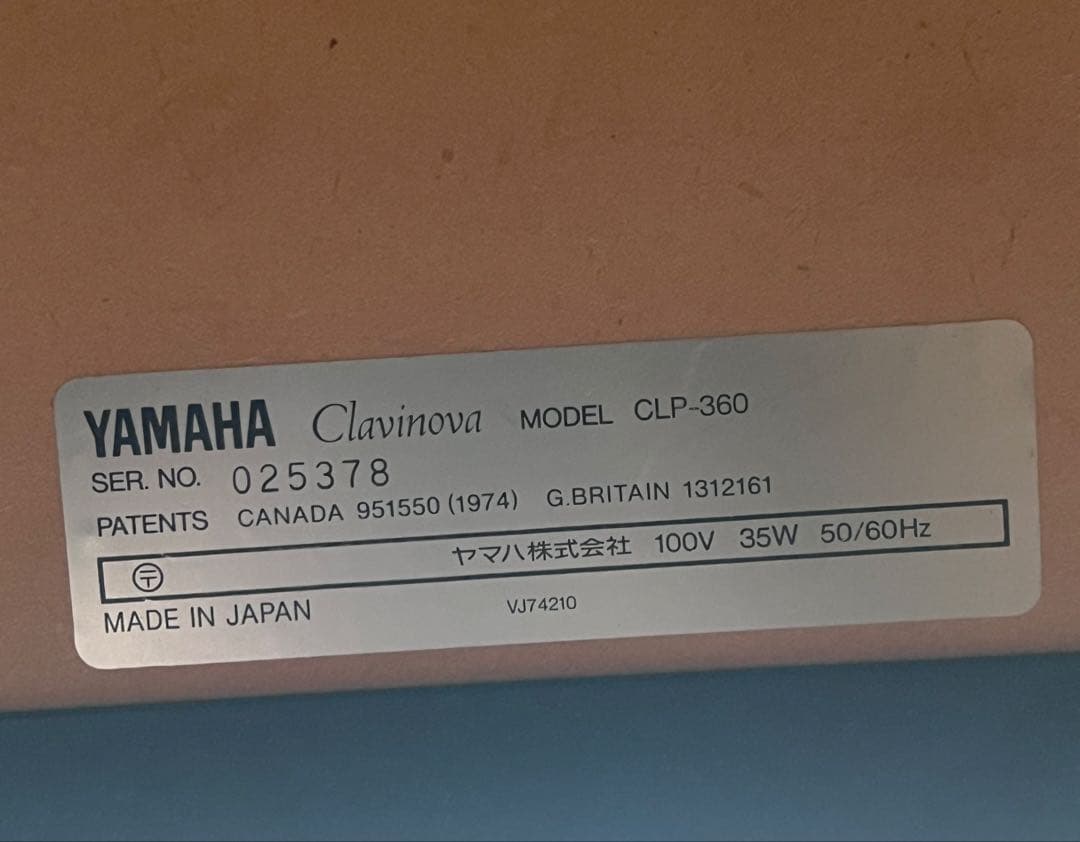 YAMAHA Clavinova MODEL CLP-360
SER. NO. 025378
PATENTS CANADA 951550 (1974) G.BRITAIN 1312161
〶 ヤマハ株式会社 100V 35W 50/60Hz
MADE IN JAPAN VJ74210